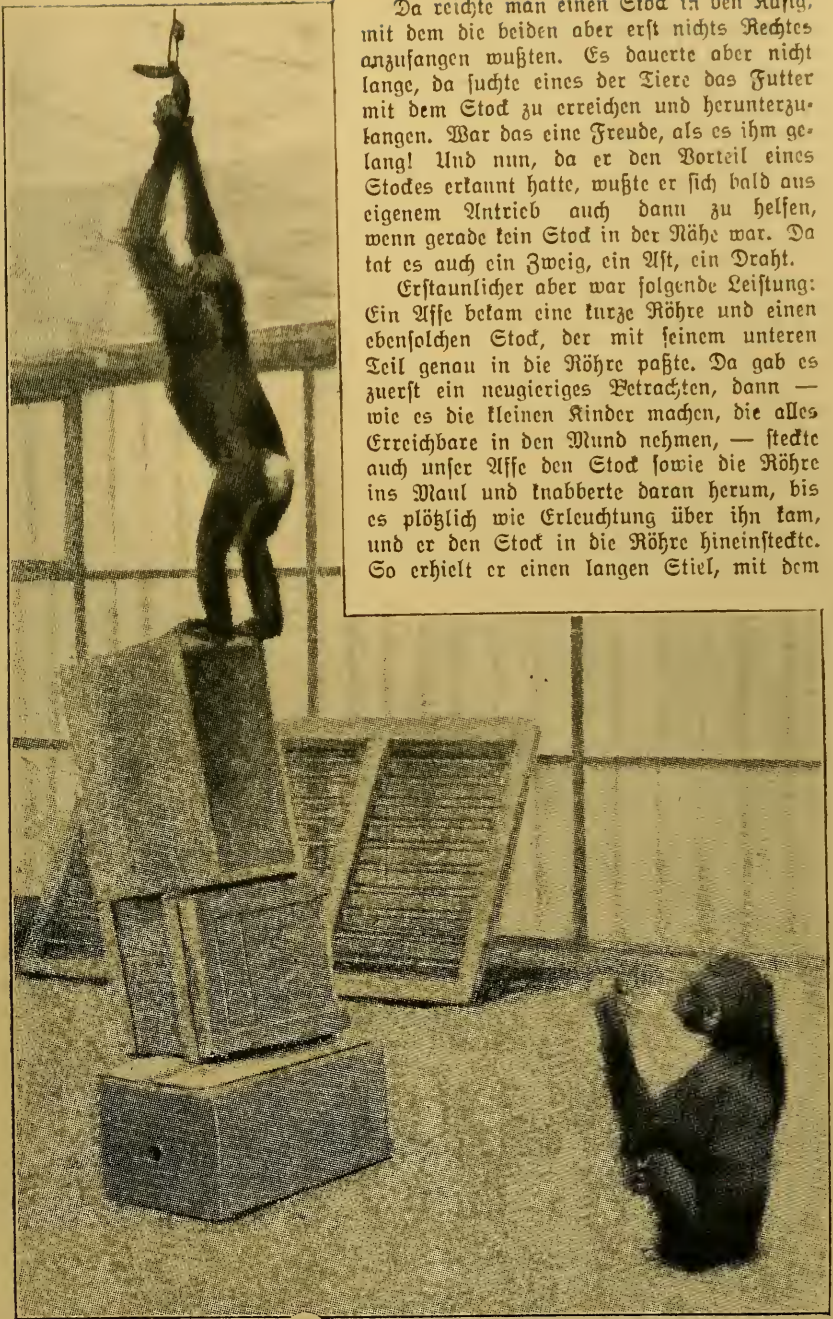 Da reichte man einen Stock in den Käfig,
mit dem die beiden aber erst nichts Rechtes
anzufangen wußten. Es dauerte aber nicht
lange, da suchte eines der Tiere das Futter
mit dem Stock zu erreichen und herunterzu-
langen. War das eine Freude, als es ihm ge-
lang! Und nun, da er den Vorteil eines
Stockes erkannt hatte, wußte er sich bald aus
eigenem Antrieb auch dann zu helfen,
wenn gerade kein Stock in der Nähe war. Da
tat es auch ein Zweig, ein Ast, ein Draht.
Erstaunlicher aber war folgende Leistung:
Ein Affe bekam eine kurze Röhre und einen
ebensolchen Stock, der mit seinem unteren
Teil genau in die Röhre paßte. Da gab es
zuerst ein neugieriges Betrachten, dann —
wie es die kleinen Kinder machen, die alles
Erreichbare in den Mund nehmen, — steckte
auch unser Affe den Stock sowie die Röhre
ins Maul und knabberte daran herum, bis
es plötzlich wie Erleuchtung über ihn kam,
und er den Stock in die Röhre hineinsteckte.
So erhielt er einen langen Stiel, mit dem